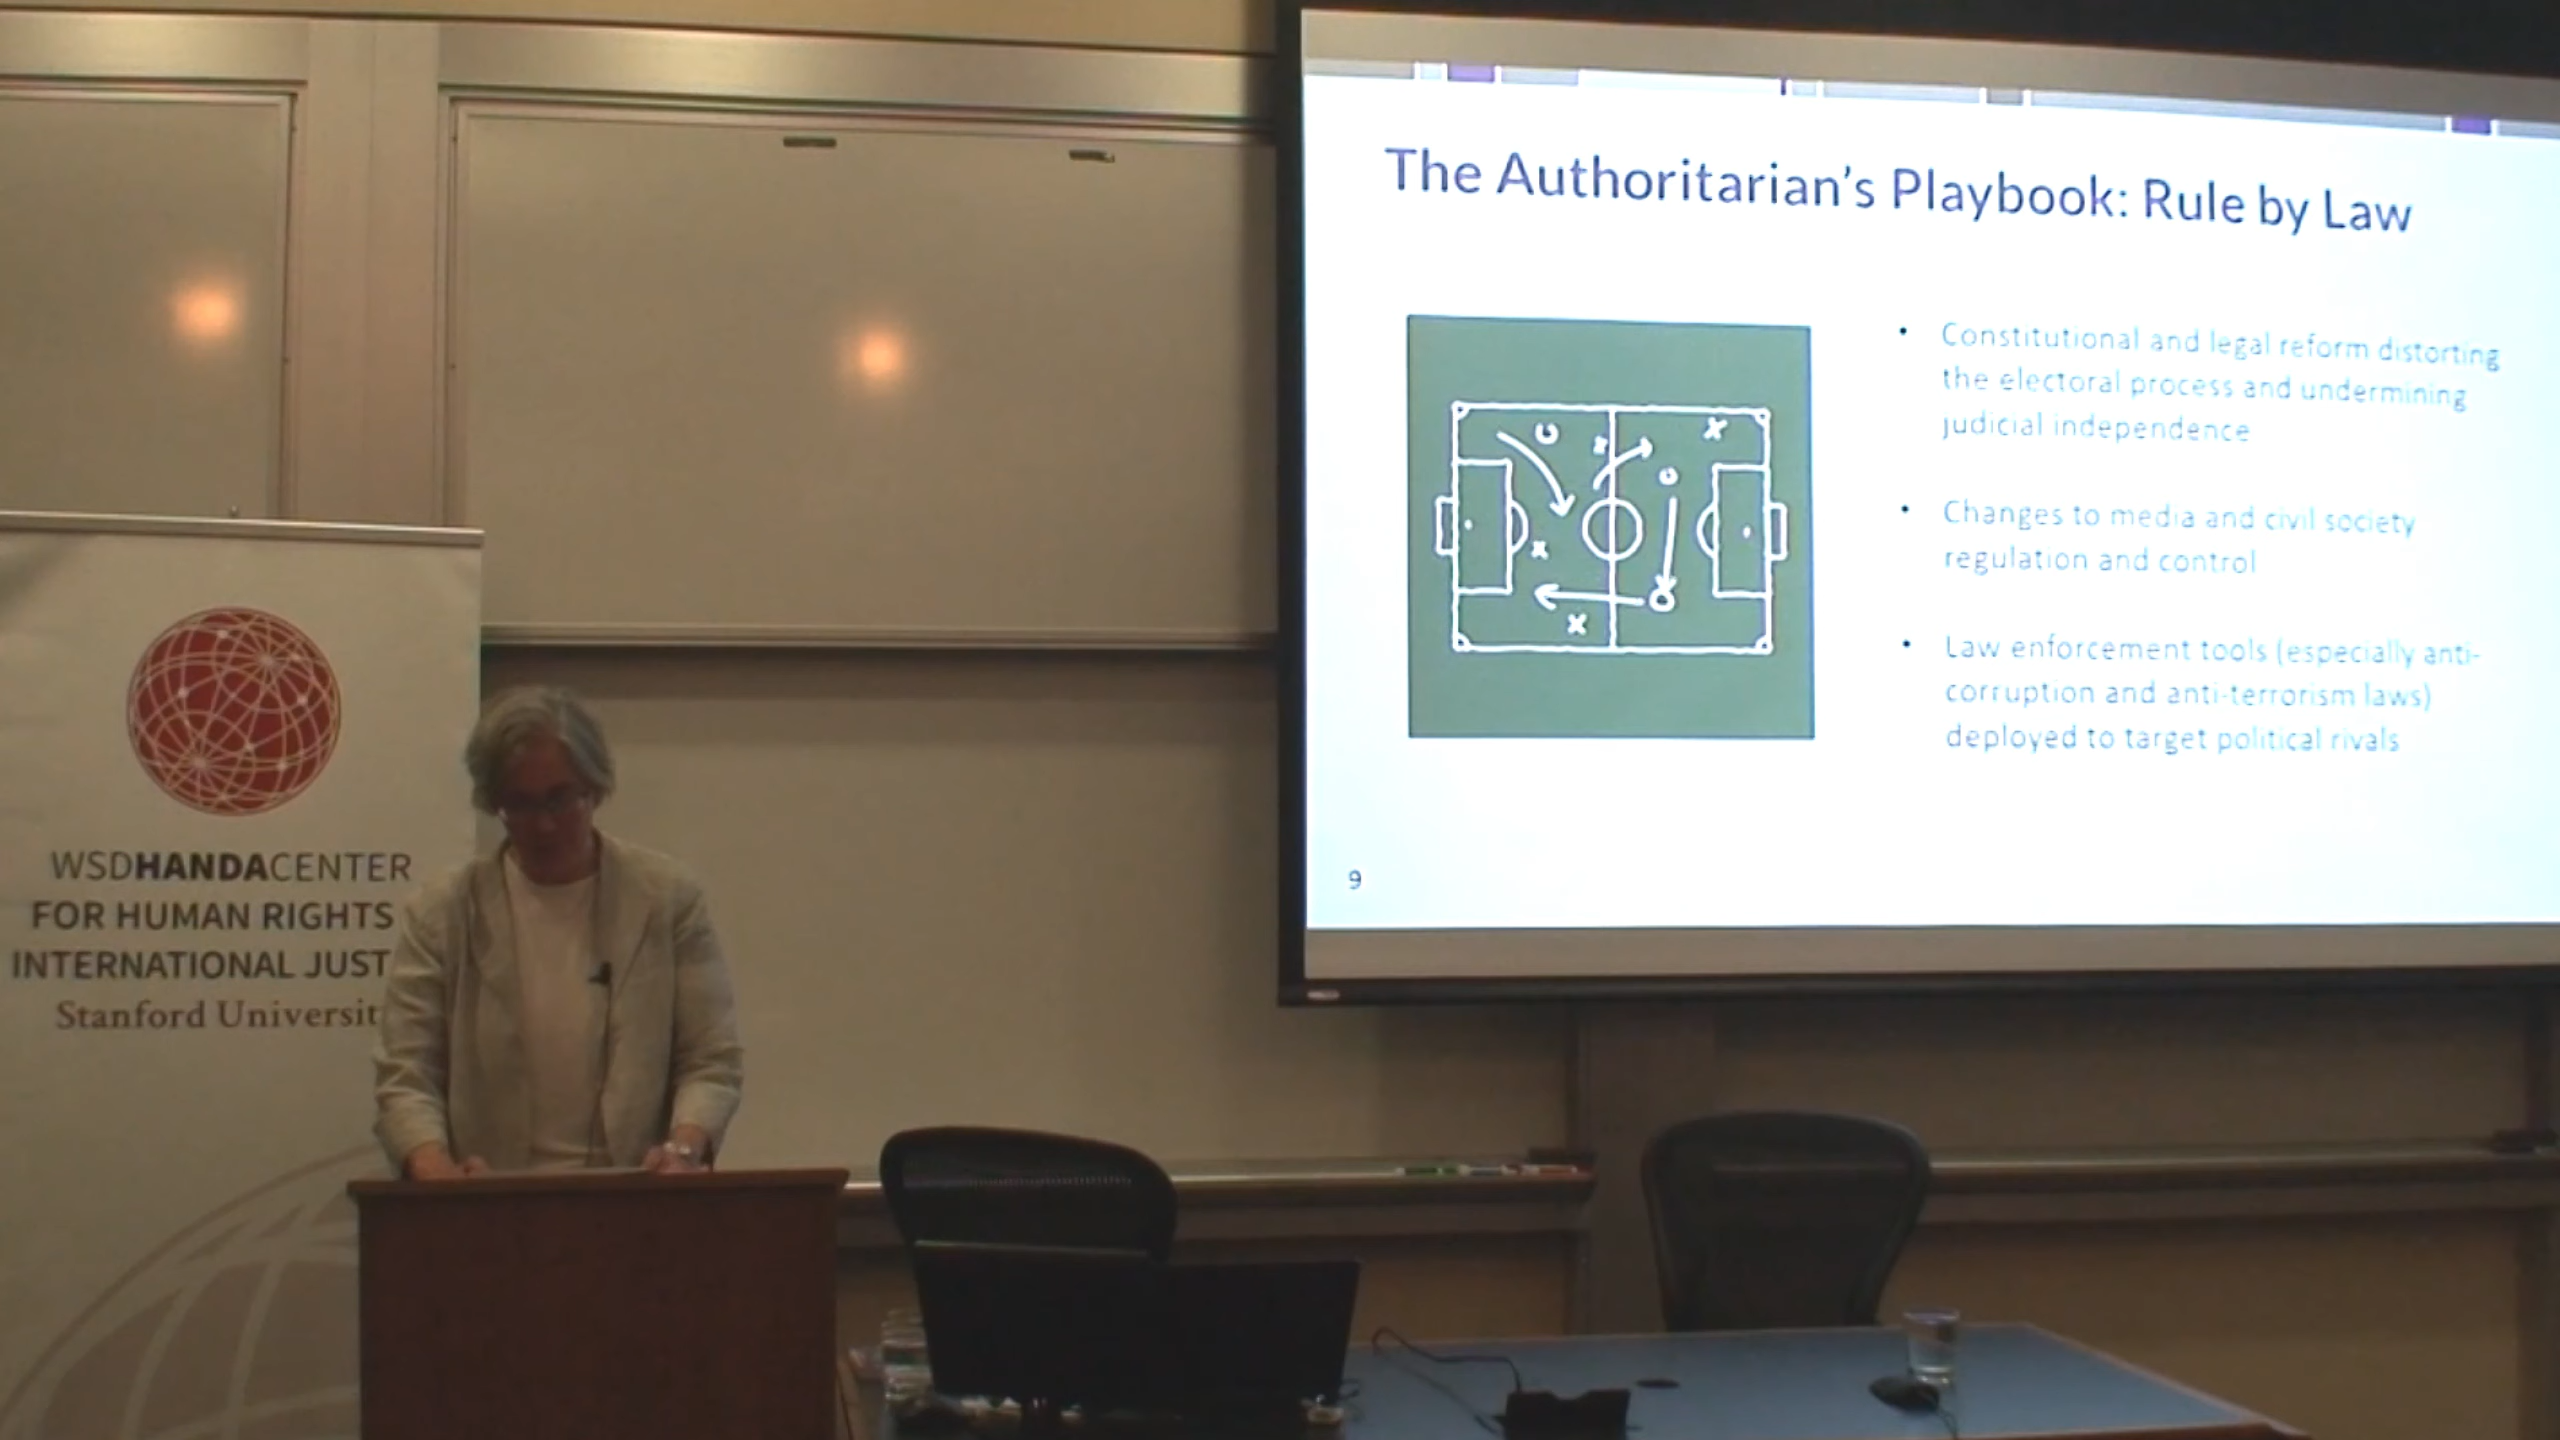 The Authoritarian's Playbook: Rule by Law
• Constitutional and legal reform distorting
the electoral process and undermining
judicial independence
• Changes to media and civil society
regulation and control
• Law enforcement tools (especially anti-
corruption and anti-terrorism laws)
deployed to target political rivals
9
WSDHANDACENTER
FOR HUMAN RIGHTS
INTERNATIONAL JUST
Stanford Universit